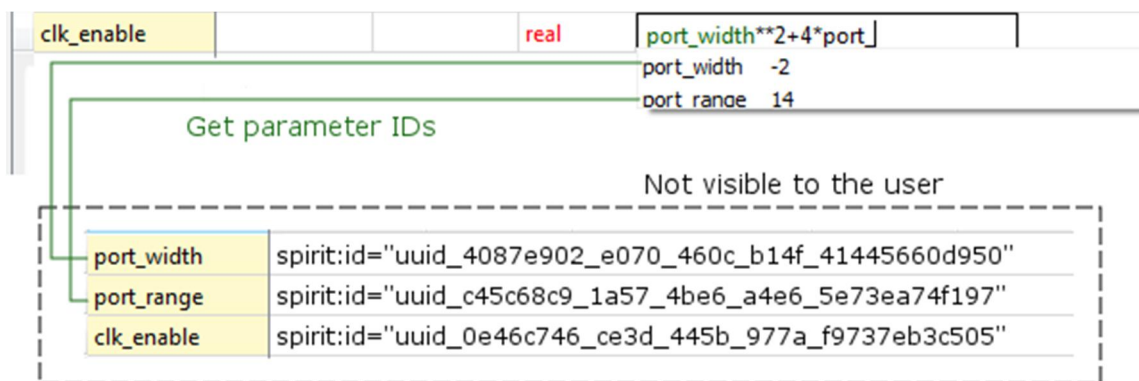 clk_enable real port_width**2+4*port_
port_width -2
port_range 14
Get parameter IDs
Not visible to the user
port_width spirit:id="uuid_4087e902_e070_460c_b14f_41445660d950"
port_range spirit:id="uuid_c45c68c9_1a57_4be6_a4e6_5e73ea74f197"
clk_enable spirit:id="uuid_0e46c746_ce3d_445b_977a_f9737eb3c505"